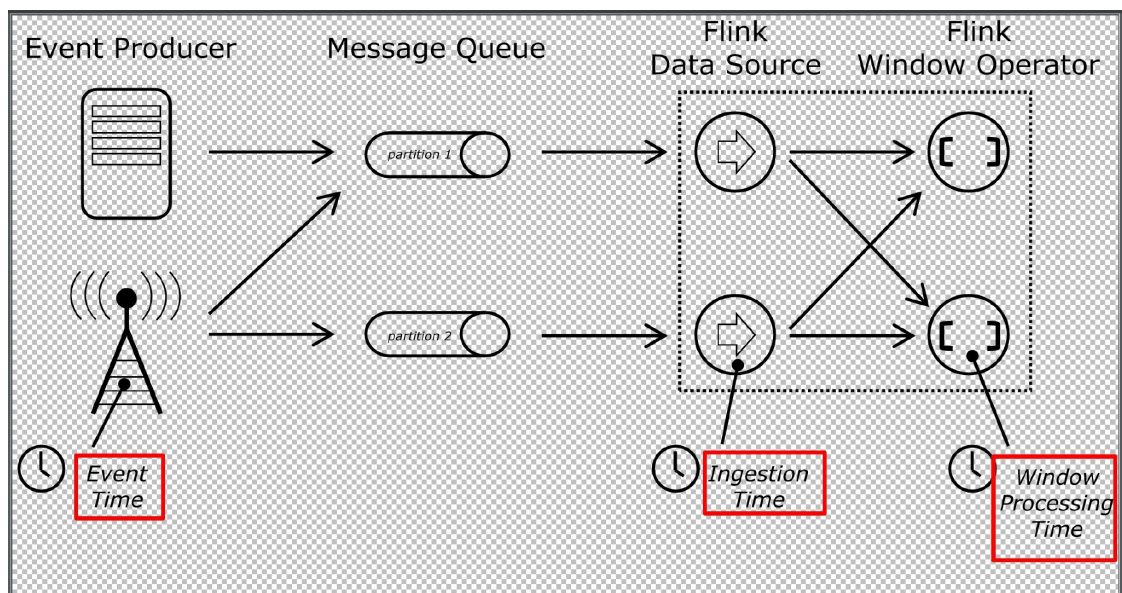 Event Producer
Message Queue
Flink
Data Source
Flink
Window Operator
partition 1
partition 2
Event
Time
Ingestion
Time
Window
Processing
Time